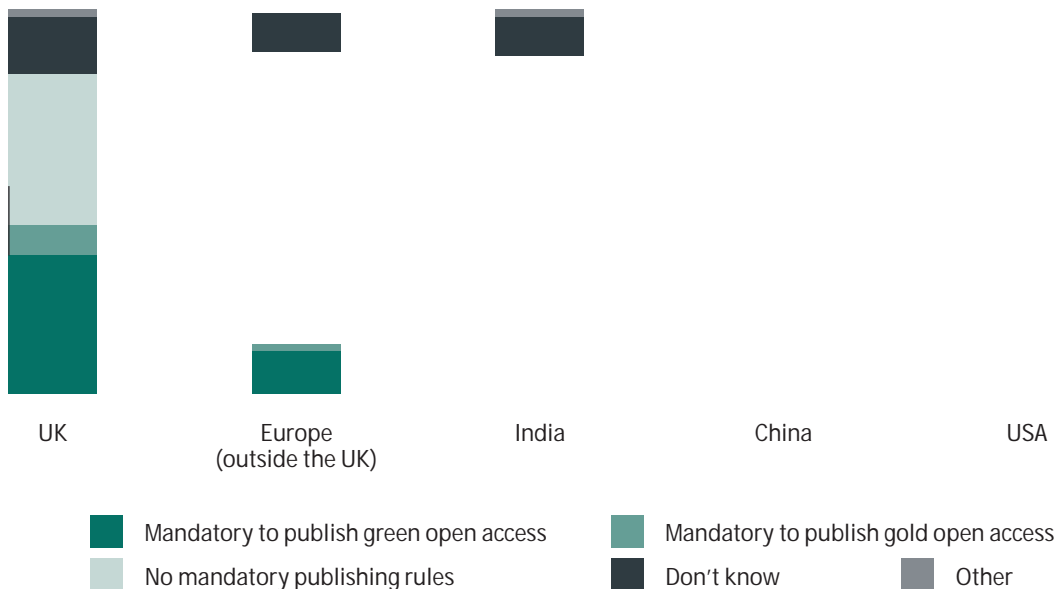 UK
Europe
(outside the UK)
India
China
USA
Mandatory to publish green open access
Mandatory to publish gold open access
No mandatory publishing rules
Don't know
Other